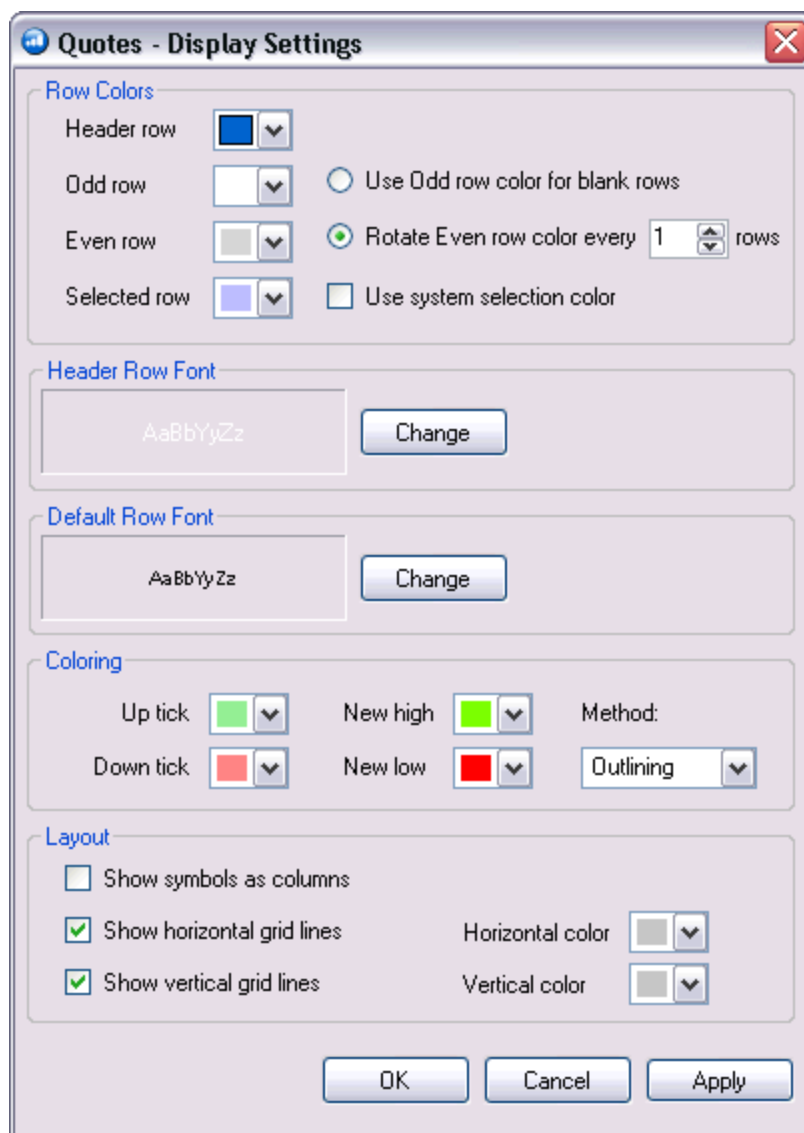 Quotes - Display Settings
Row Colors
Header row
Odd row
Use Odd row color for blank rows
Even row
Rotate Even row color every 1 rows
Selected row
Use system selection color
Header Row Font
AaBbYyZz
Change
Default Row Font
AaBbYyZz
Change
Coloring
Up tick
New high
Method:
Down tick
New low
Outlining
Layout
Show symbols as columns
Show horizontal grid lines
Horizontal color
Show vertical grid lines
Vertical color
OK
Cancel
Apply